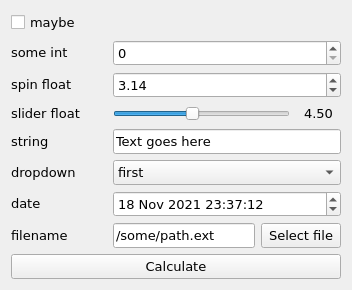 maybe
some int 0
spin float 3.14
slider float 4.50
string Text goes here
dropdown first
date 18 Nov 2021 23:37:12
filename /some/path.ext Select file
Calculate